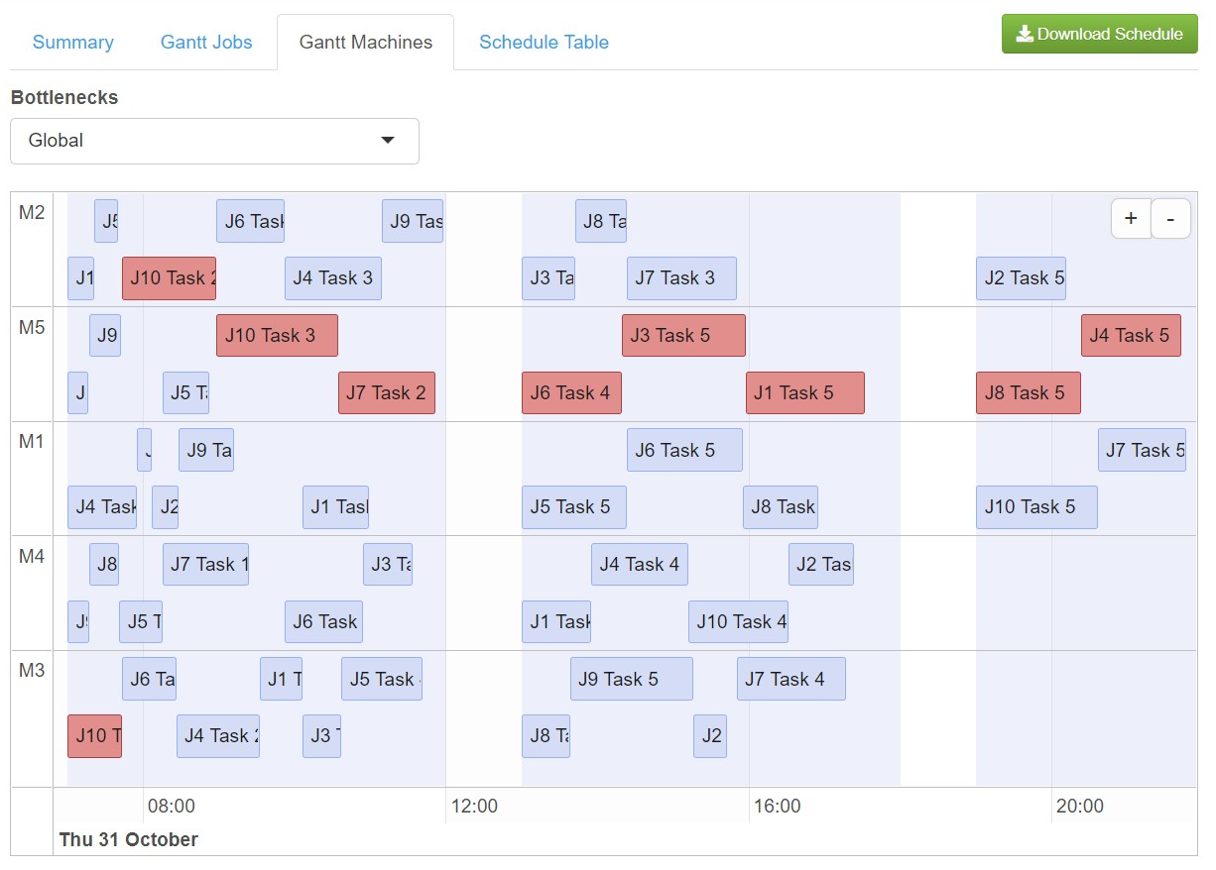 Summary Gantt Jobs Gantt Machines Schedule Table Download Schedule
Bottlenecks
Global
M2 J5 J6 Task J9 Tas J8 Ta + -
J1 J10 Task 2 J4 Task 3 J3 Ta J7 Task 3 J2 Task 5
M5 J9 J10 Task 3 J3 Task 5 J4 Task 5
J J5 T J7 Task 2 J6 Task 4 J1 Task 5 J8 Task 5
M1 J9 Ta J6 Task 5 J7 Task 5
J4 Task J2 J1 Task J5 Task 5 J8 Task J10 Task 5
M4 J8 J7 Task 1 J3 Ta J4 Task 4 J2 Tas
J9 J5 T J6 Task J1 Task J10 Task 4
M3 J6 Ta J1 T J5 Task J9 Task 5 J7 Task 4
J10 T J4 Task 2 J3 J8 Ta J2
08:00 12:00 16:00 20:00
Thu 31 October